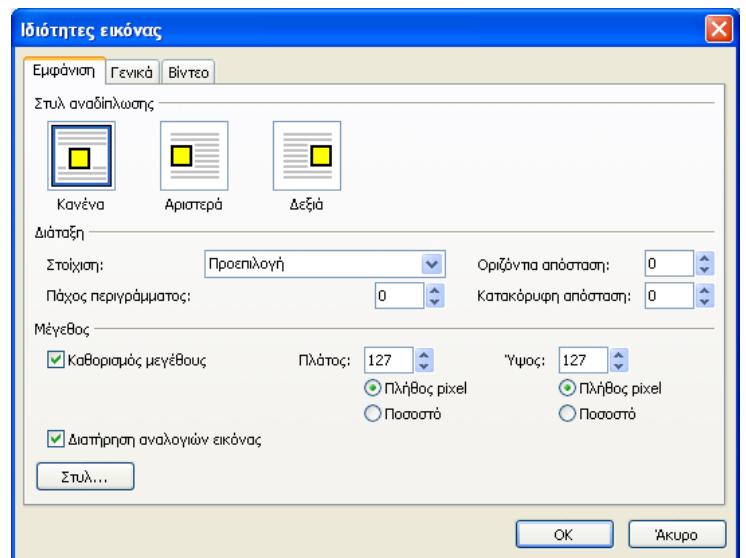 Ιδιότητες εικόνας
Εμφάνιση Γενικά Βίντεο
Στυλ αναδίπλωσης
Κανένα Αριστερά Δεξιά
Διάταξη
Στοίχιση: Προεπιλογή Οριζόντια απόσταση: 0
Πάχος περιγράμματος: 0 Κατακόρυφη απόσταση: 0
Μέγεθος
Καθορισμός μεγέθους Πλάτος: 127 Ύψος: 127
Πλήθος pixel Πλήθος pixel
Ποσοστό Ποσοστό
Διατήρηση αναλογιών εικόνας
Στυλ...
OK Άκυρο